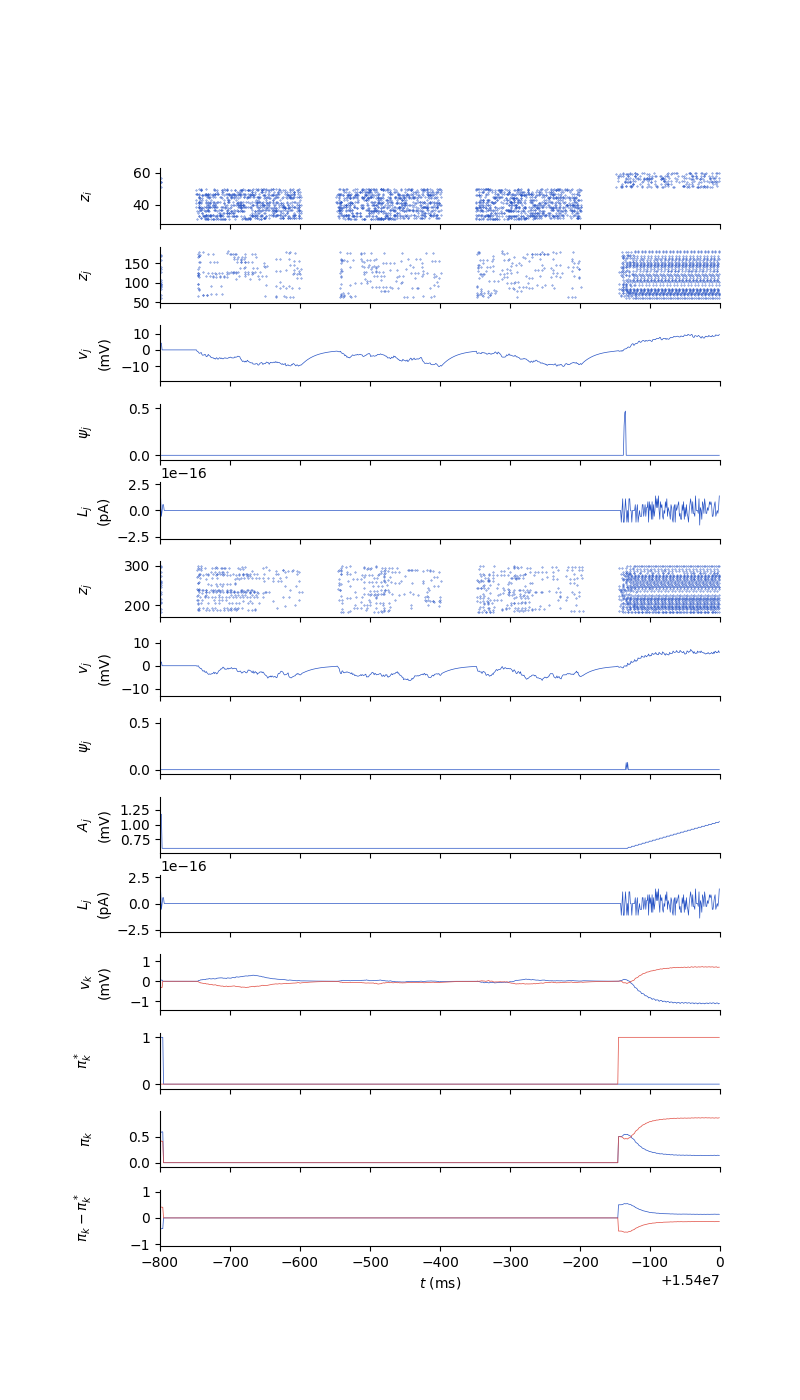 60
40
z_i
150
100
50
z_j
10
0
−10
v_j
(mV)
0.5
0.0
ψ_j
1e−16
2.5
0.0
−2.5
L_j
(pA)
300
200
z_j
10
0
−10
v_j
(mV)
0.5
0.0
ψ_j
1.25
1.00
0.75
A_j
(mV)
1e−16
2.5
0.0
−2.5
L_j
(pA)
1
0
−1
v_k
(mV)
1
0
π_k^*
0.5
0.0
π_k
1
0
−1
π_k − π_k^*
−800 −700 −600 −500 −400 −300 −200 −100 0
t (ms)
+1.54e7